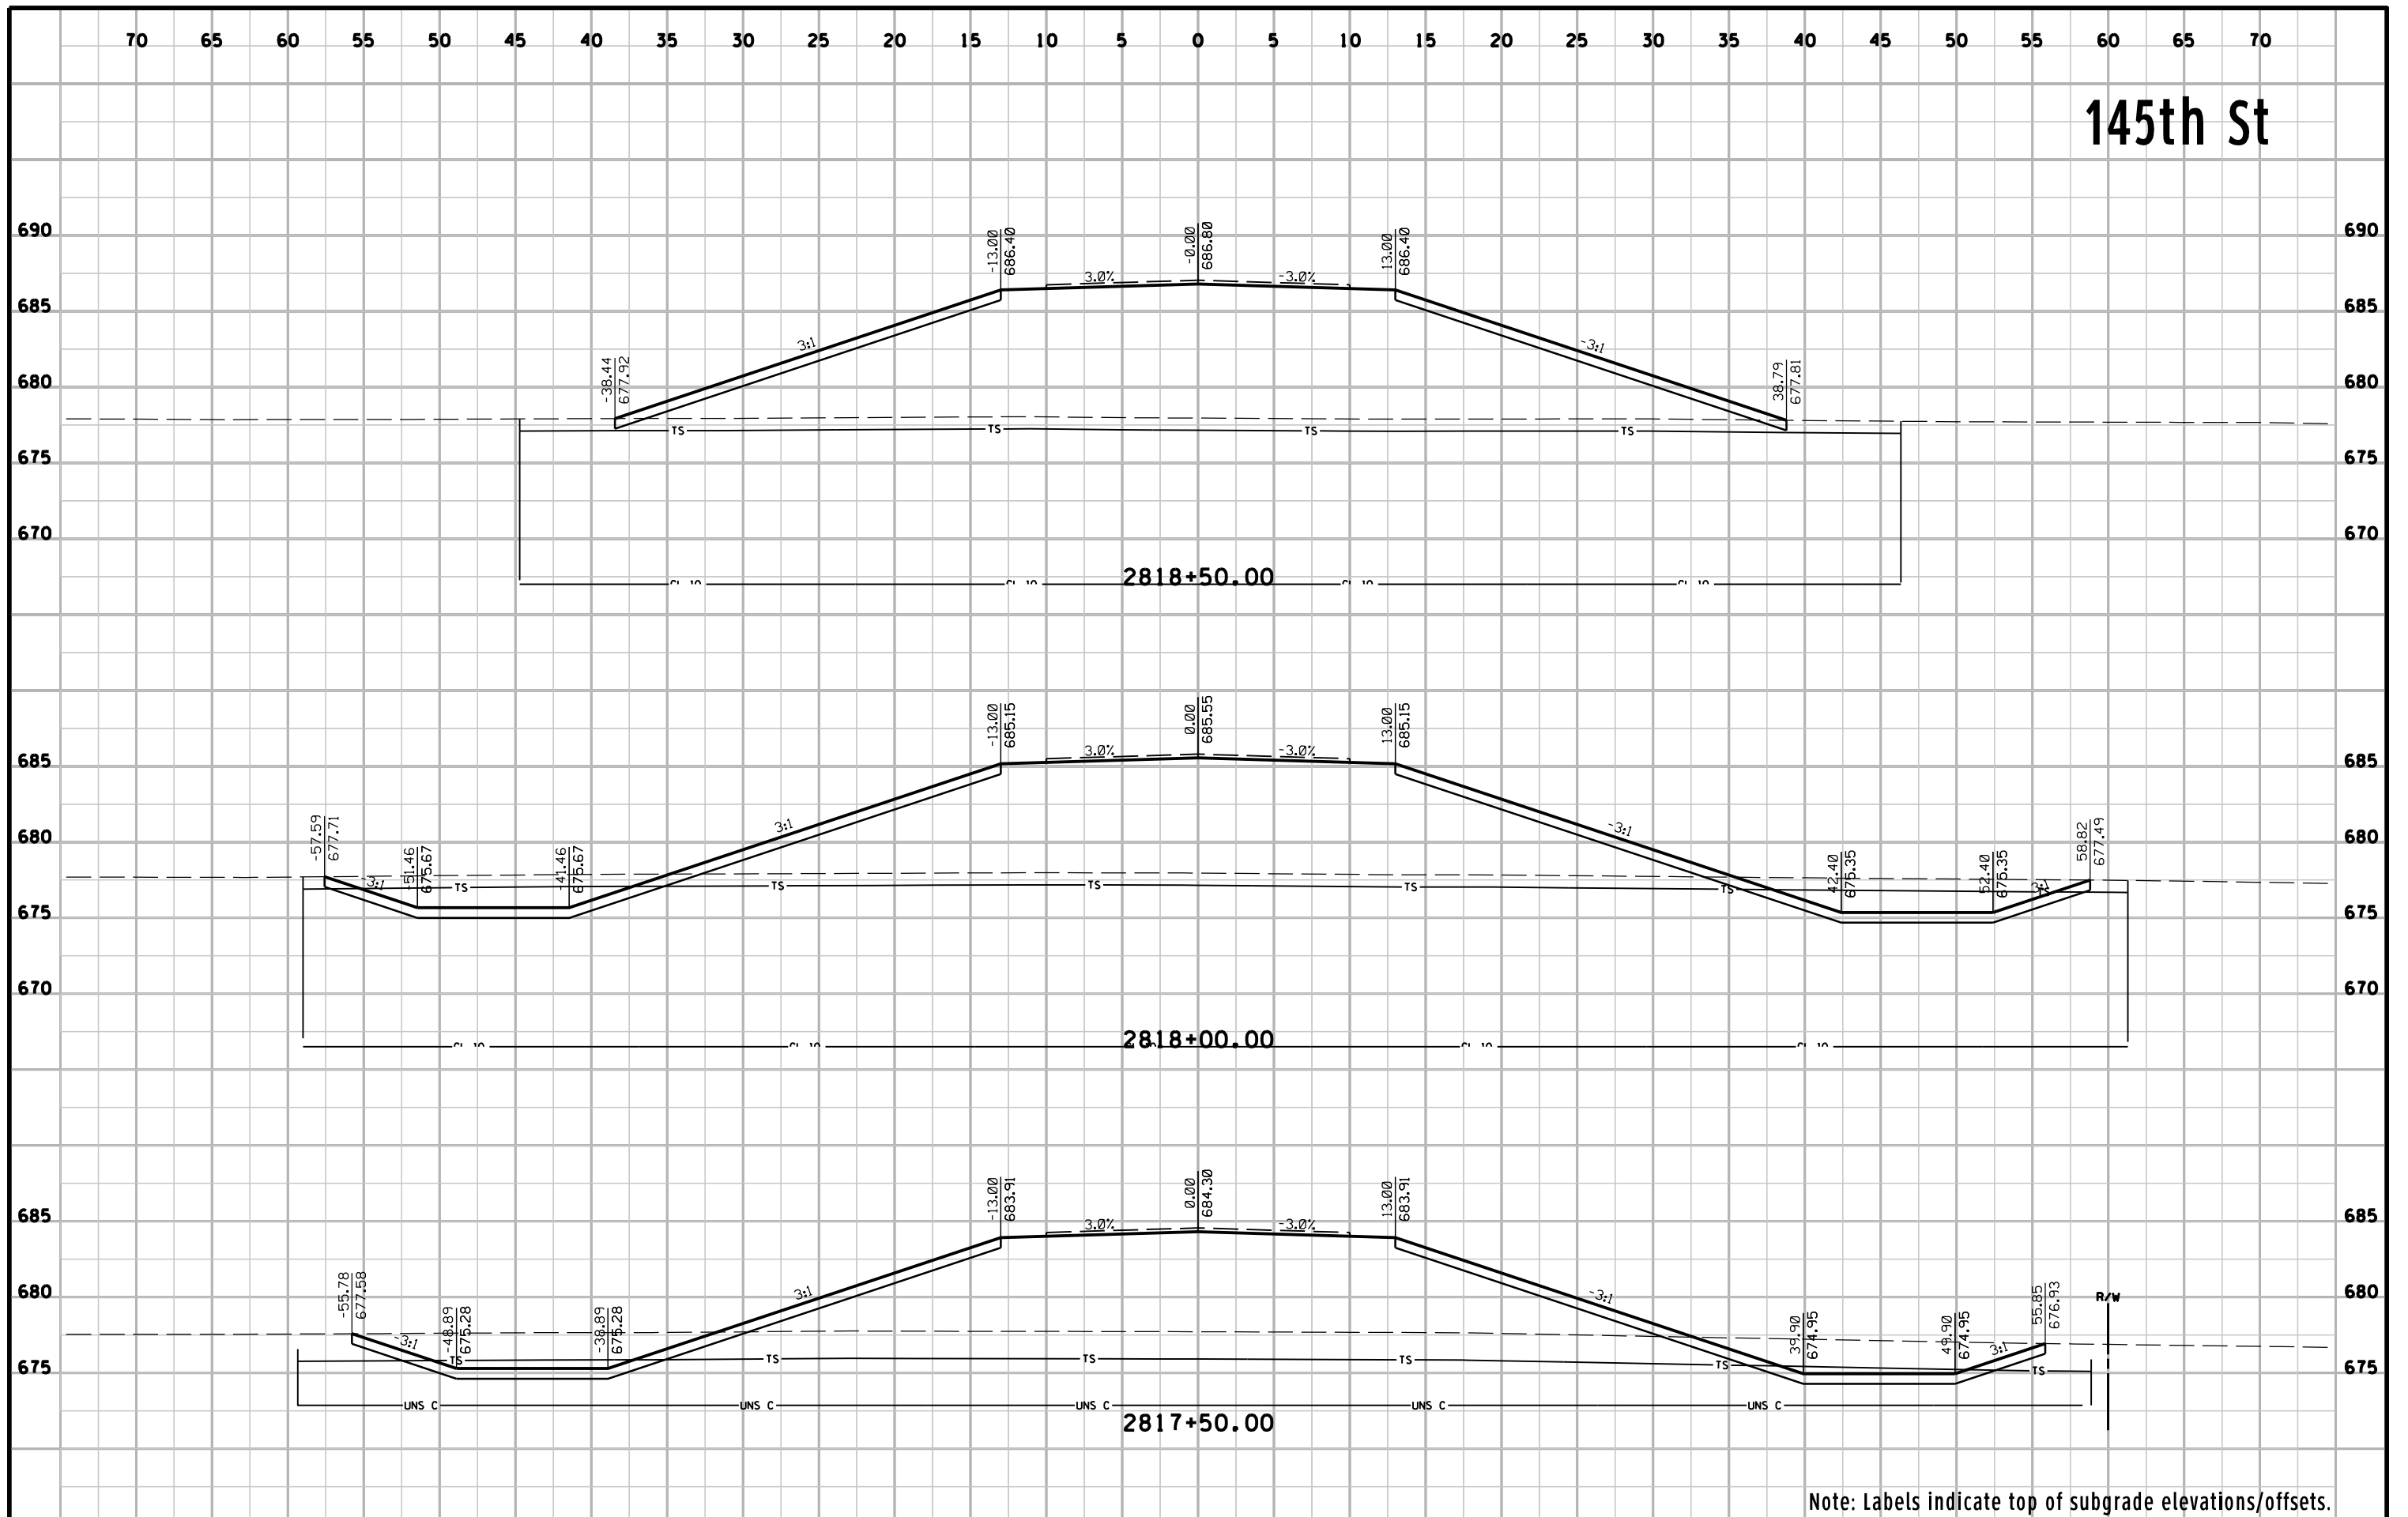 70 65 60 55 50 45 40 35 30 25 20 15 10 5 0 5 10 15 20 25 30 35 40 45 50 55 60 65 70
145th St
690 690
-13.00 686.40 -0.00 686.80 13.00 686.40
3.0% -3.0%
685 685
3:1 -3:1
-38.44 677.92 38.79 677.81
680 680
TS TS TS TS
675 675
670 670
2818+50.00
-13.00 685.15 0.00 685.55 13.00 685.15
3.0% -3.0%
685 685
3:1 -3:1
-57.59 677.71 -51.46 675.67 -41.46 675.67 42.40 675.35 52.40 675.35 58.82 677.49
680 680
-3:1 TS TS TS TS TS 3:1
675 675
670 670
2818+00.00
-13.00 683.91 0.00 684.30 13.00 683.91
3.0% -3.0%
685 685
3:1 -3:1
-55.78 677.58 -48.89 675.28 -38.89 675.28 39.90 674.95 49.90 674.95 55.85 676.93
680 R/W 680
-3:1 3:1
TS TS TS TS TS TS
675 675
UNS C UNS C UNS C UNS C UNS C
2817+50.00
Note: Labels indicate top of subgrade elevations/offsets.